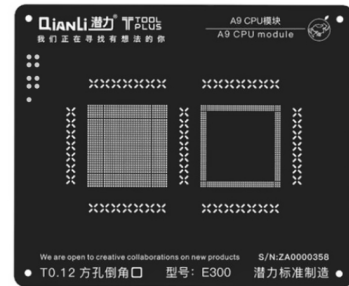 QIANLI 潜力 TOOL PLUS
我们正在寻找有想法的你
A9 CPU模块
A9 CPU module
We are open to creative collaborations on new products
S/N:ZA0000358
T0.12 方孔倒角 型号: E300 潜力标准制造